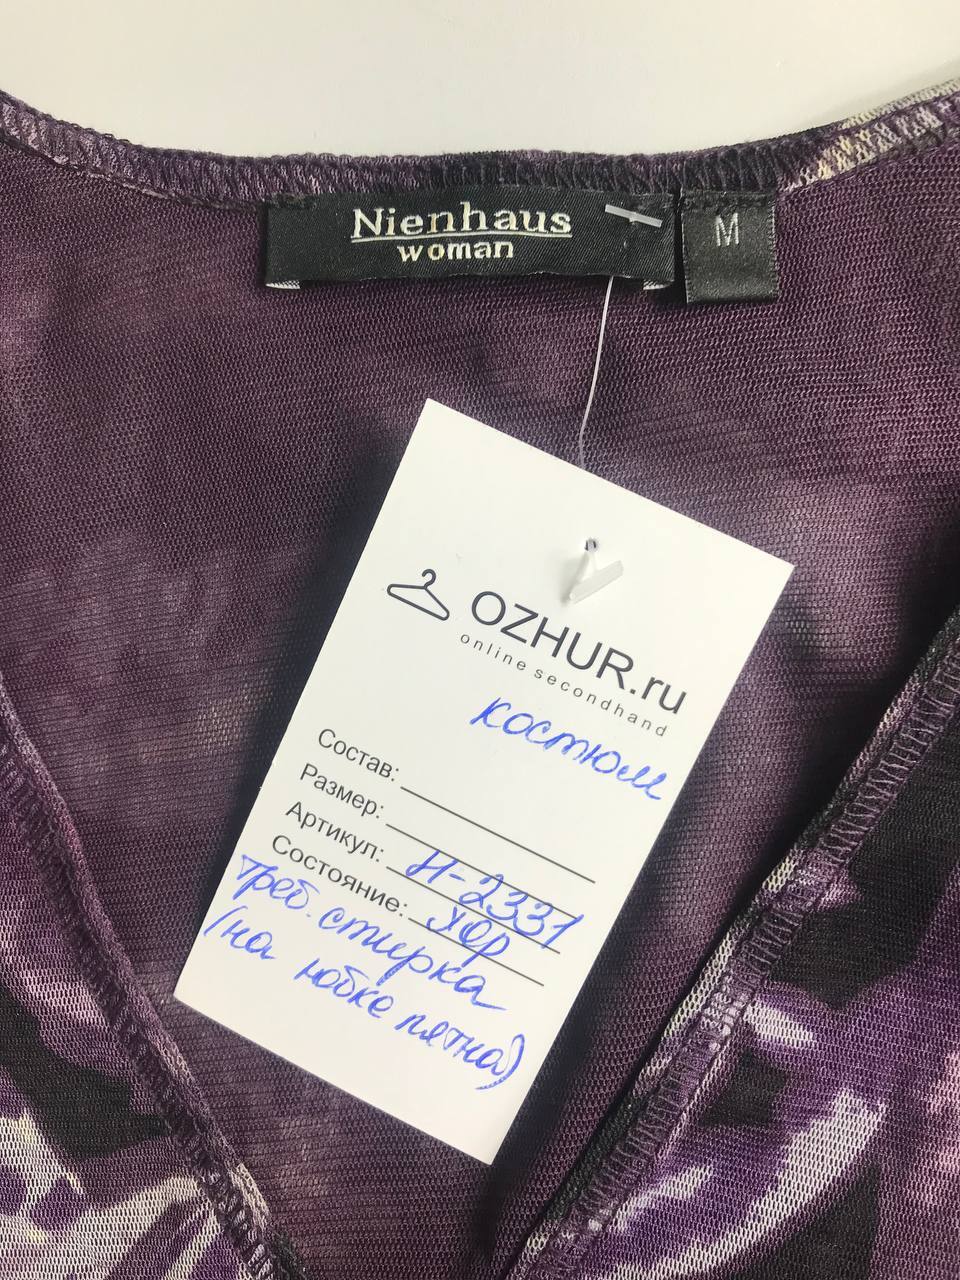 Nienhaus
woman
M
OZHUR.ru
online secondhand
костюм
Состав:
Размер:
Артикул: Н-2331
Состояние: хор
треб. стирка
(на юбке пятна)